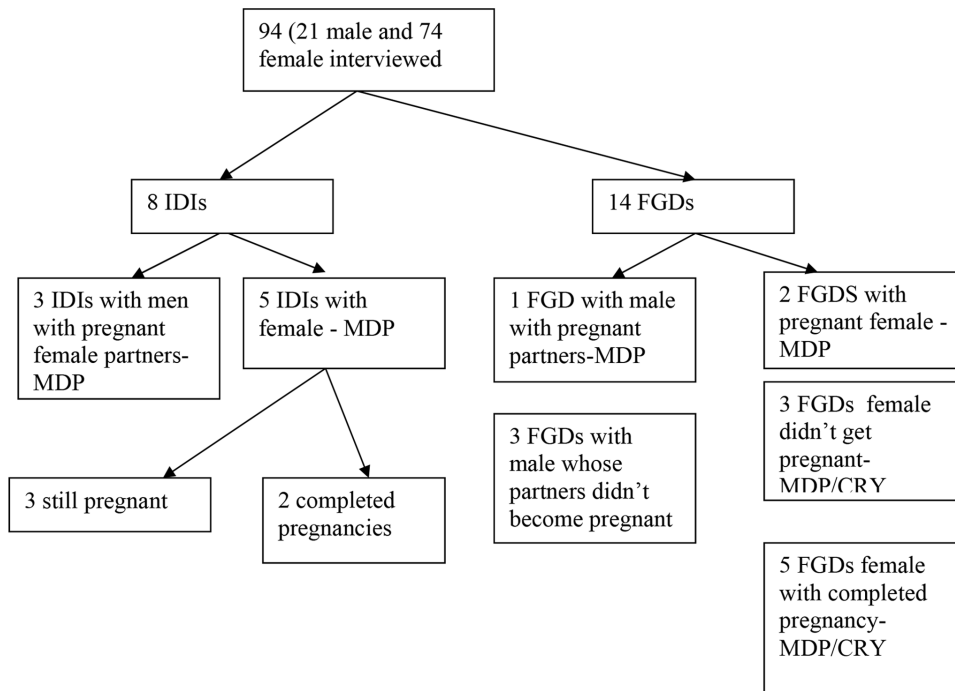 94 (21 male and 74
female interviewed
8 IDIs
14 FGDs
3 IDIs with men
with pregnant
female partners-
MDP
5 IDIs with
female - MDP
1 FGD with male
with pregnant
partners-MDP
2 FGDS with
pregnant female -
MDP
3 FGDs with
male whose
partners didn’t
become pregnant
3 FGDs  female
didn’t get
pregnant-
MDP/CRY
3 still pregnant
2 completed
pregnancies
5 FGDs female
with completed
pregnancy-
MDP/CRY